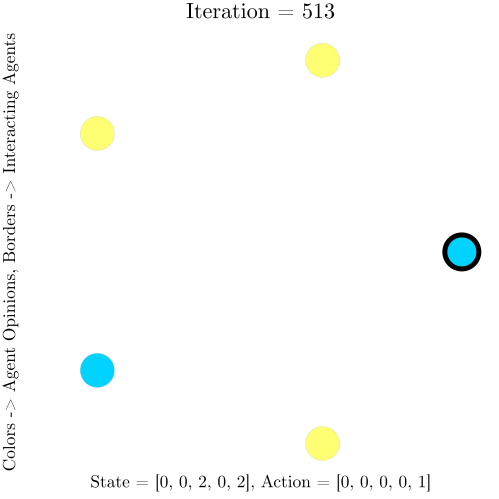 Iteration = 513
Colors -> Agent Opinions, Borders -> Interacting Agents
State = [0, 0, 2, 0, 2], Action = [0, 0, 0, 0, 1]